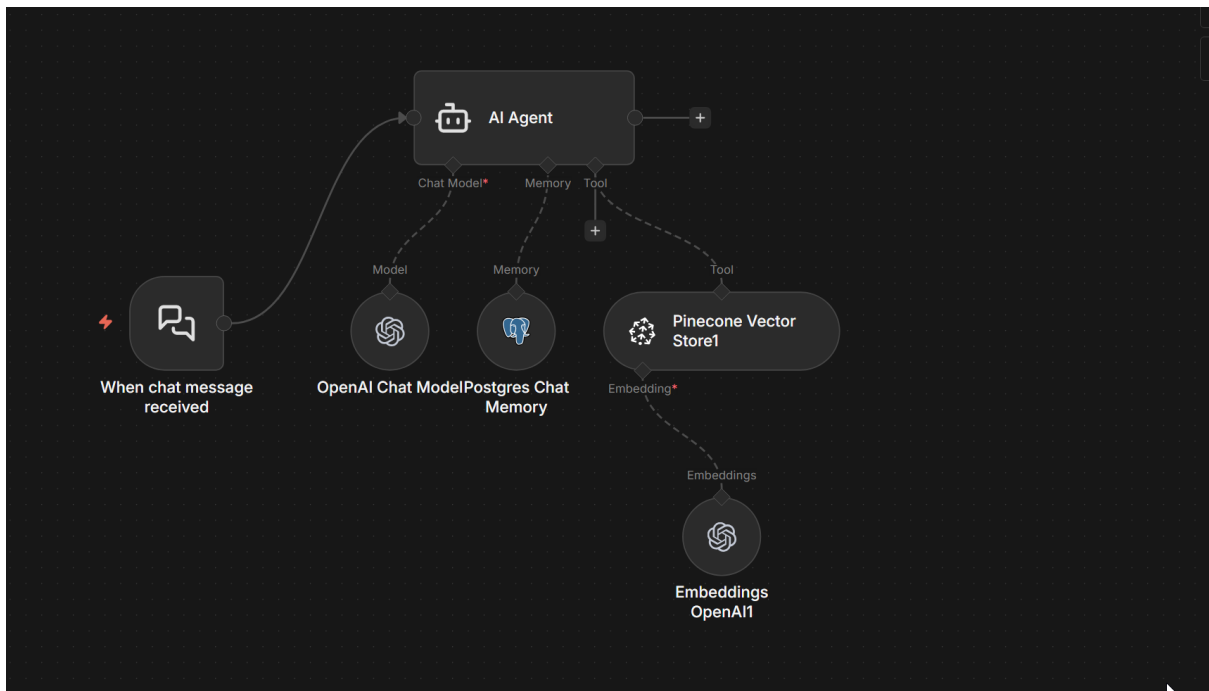 AI Agent
Chat Model*
Memory
Tool
Model
Memory
Tool
Pinecone Vector
Store1
When chat message
received
OpenAI Chat Model
Postgres Chat
Memory
Embedding*
Embeddings
Embeddings
OpenAI1